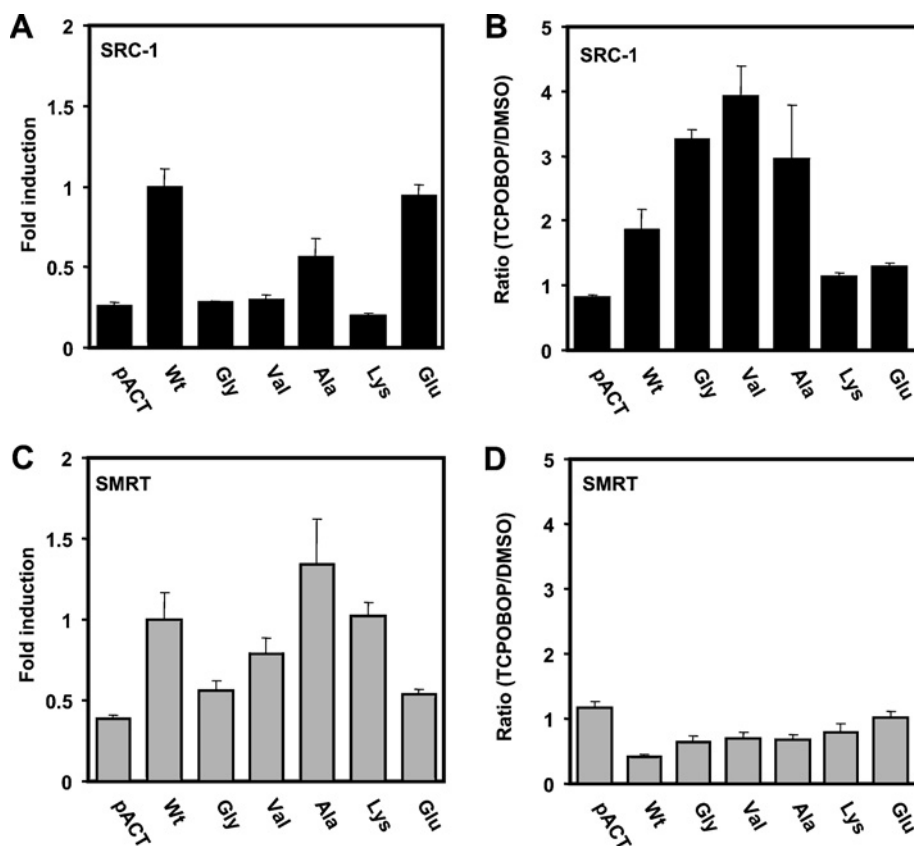 A
SRC-1
Fold induction
2
1.5
1
0.5
0
pACT
Wt
Gly
Val
Ala
Lys
Glu
B
SRC-1
Ratio (TCPOBOP/DMSO)
5
4
3
2
1
0
pACT
Wt
Gly
Val
Ala
Lys
Glu
C
SMRT
Fold induction
2
1.5
1
0.5
0
pACT
Wt
Gly
Val
Ala
Lys
Glu
D
SMRT
Ratio (TCPOBOP/DMSO)
5
4
3
2
1
0
pACT
Wt
Gly
Val
Ala
Lys
Glu